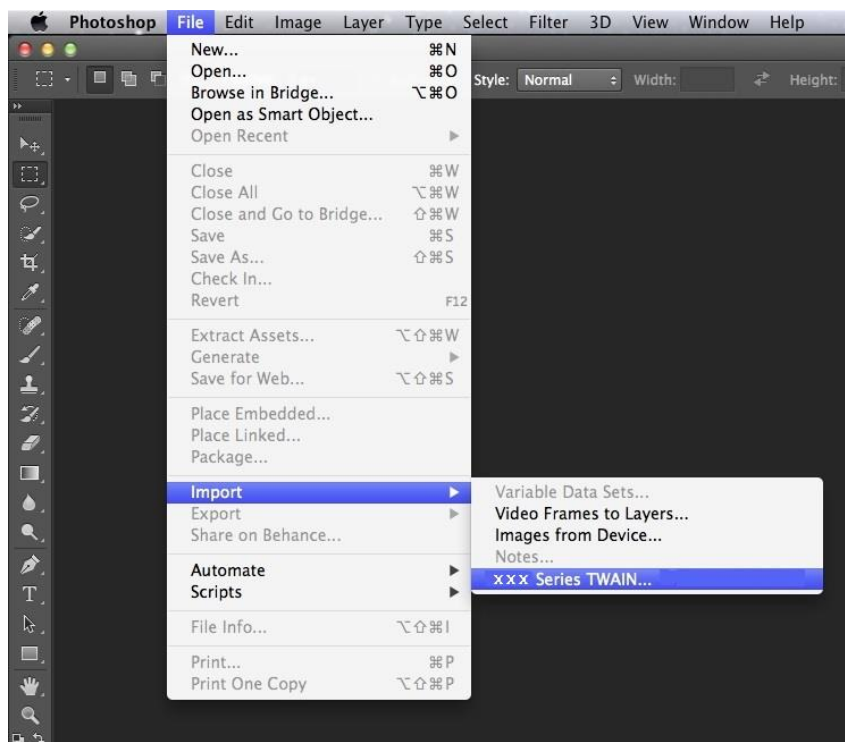 Photoshop File Edit Image Layer Type Select Filter 3D View Window Help
Style: Normal Width: Height:
New... ⌘N
Open... ⌘O
Browse in Bridge... ⌥⌘O
Open as Smart Object...
Open Recent
Close ⌘W
Close All ⌥⌘W
Close and Go to Bridge... ⇧⌘W
Save ⌘S
Save As... ⇧⌘S
Check In...
Revert F12
Extract Assets... ⌥⇧⌘W
Generate
Save for Web... ⌥⇧⌘S
Place Embedded...
Place Linked...
Package...
Import
Export
Share on Behance...
Automate
Scripts
File Info... ⌥⇧⌘I
Print... ⌘P
Print One Copy ⌥⇧⌘P
Variable Data Sets...
Video Frames to Layers...
Images from Device...
Notes...
xxx Series TWAIN...